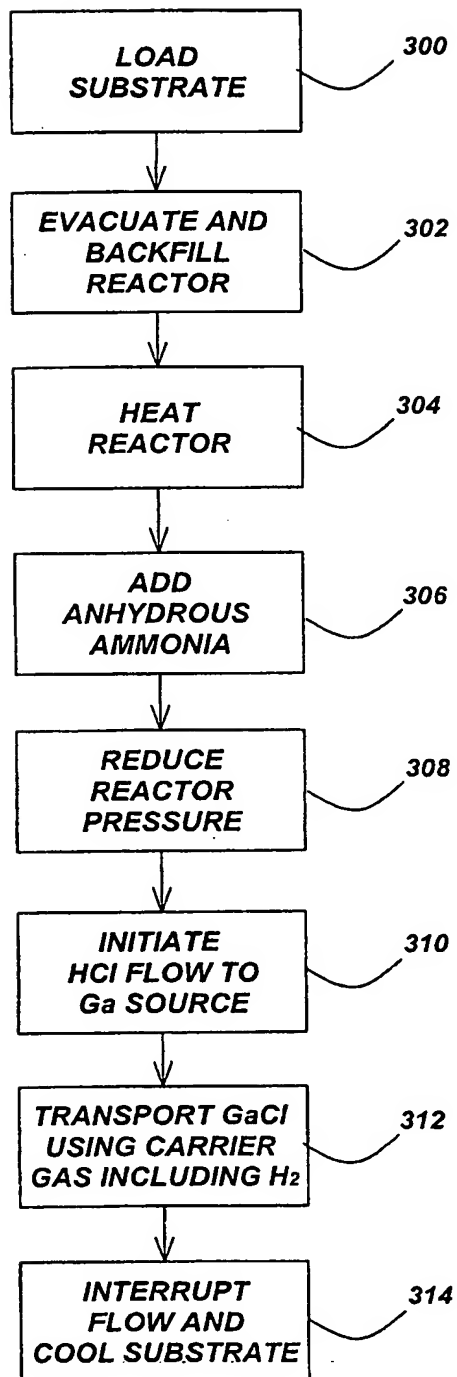 LOAD
SUBSTRATE
300
EVACUATE AND
BACKFILL
REACTOR
302
HEAT
REACTOR
304
ADD
ANHYDROUS
AMMONIA
306
REDUCE
REACTOR
PRESSURE
308
INITIATE
HCl FLOW TO
Ga SOURCE
310
TRANSPORT GaCl
USING CARRIER
GAS INCLUDING H2
312
INTERRUPT
FLOW AND
COOL SUBSTRATE
314